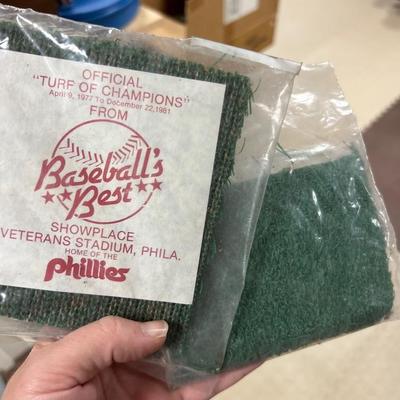 OFFICIAL
"TURF OF CHAMPIONS"
April 9, 1977 To December 22, 1981
FROM
Baseball's
Best
SHOWPLACE
VETERANS STADIUM, PHILA.
HOME OF THE
Phillies